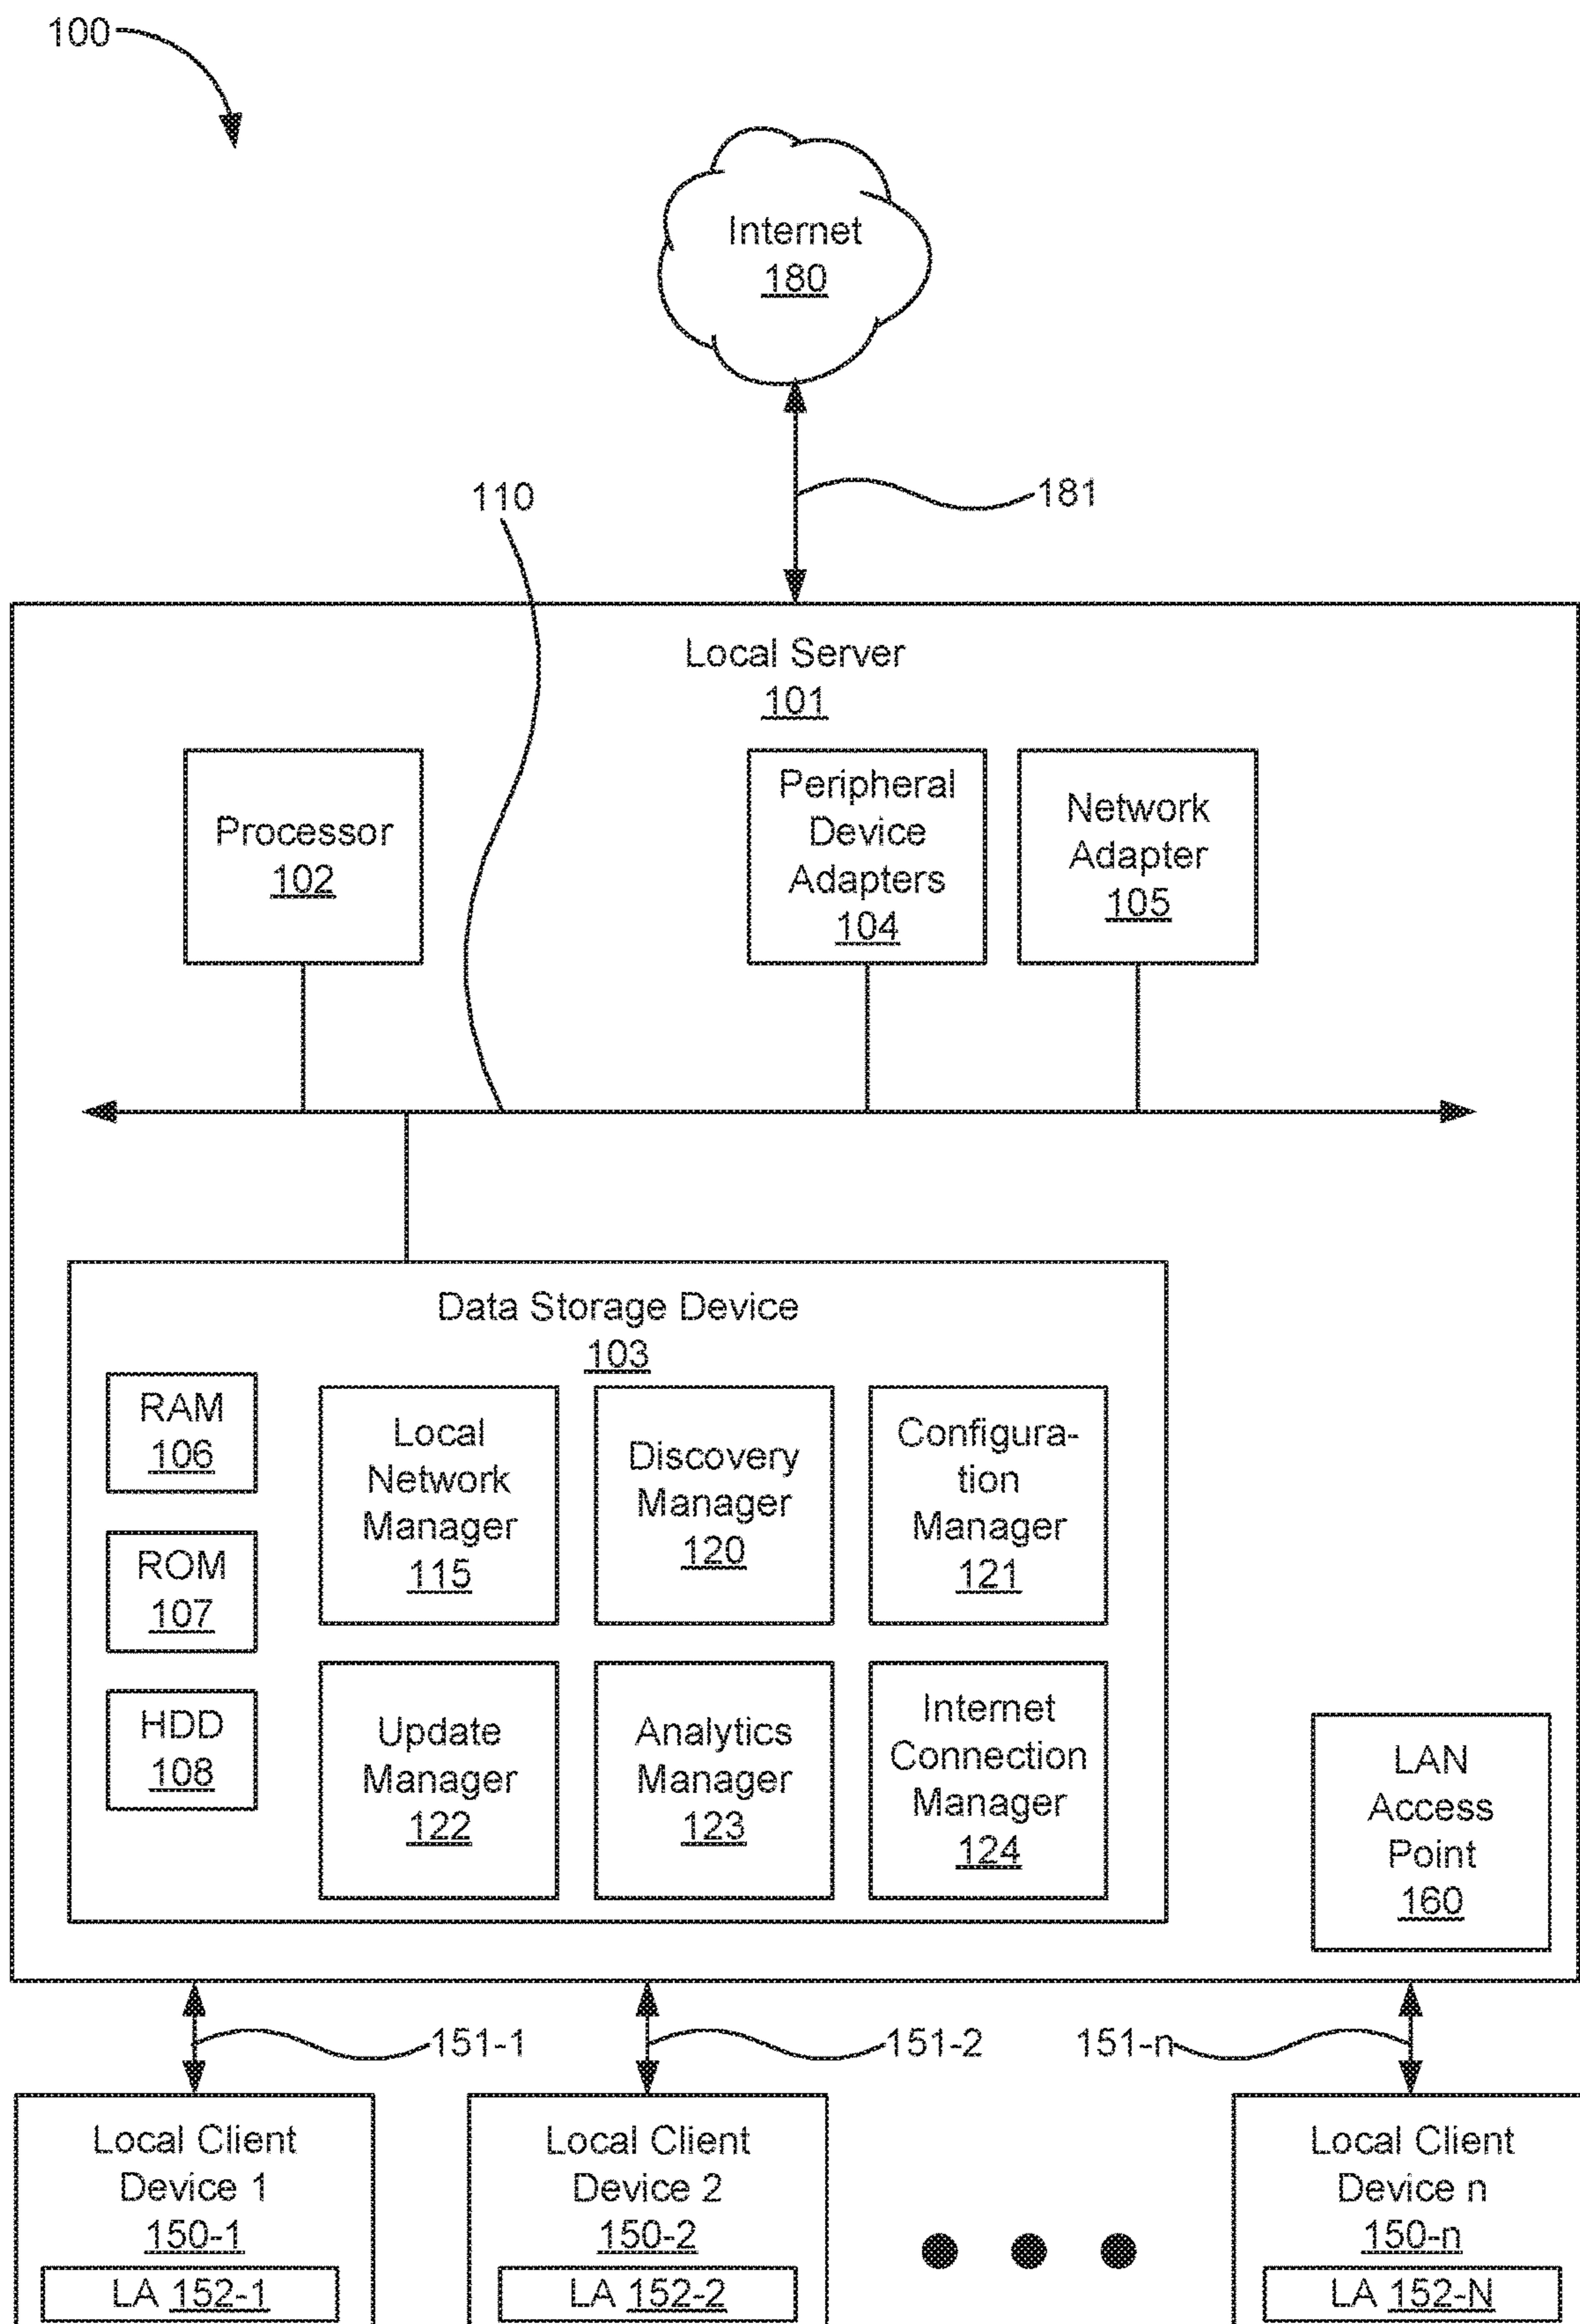 100
Internet
180
110
181
Local Server
101
Processor
102
Peripheral
Device
Adapters
104
Network
Adapter
105
Data Storage Device
103
RAM
106
ROM
107
HDD
108
Local
Network
Manager
115
Discovery
Manager
120
Configura-
tion
Manager
121
Update
Manager
122
Analytics
Manager
123
Internet
Connection
Manager
124
LAN
Access
Point
160
151-1
151-2
151-n
Local Client
Device 1
150-1
LA 152-1
Local Client
Device 2
150-2
LA 152-2
Local Client
Device n
150-n
LA 152-N